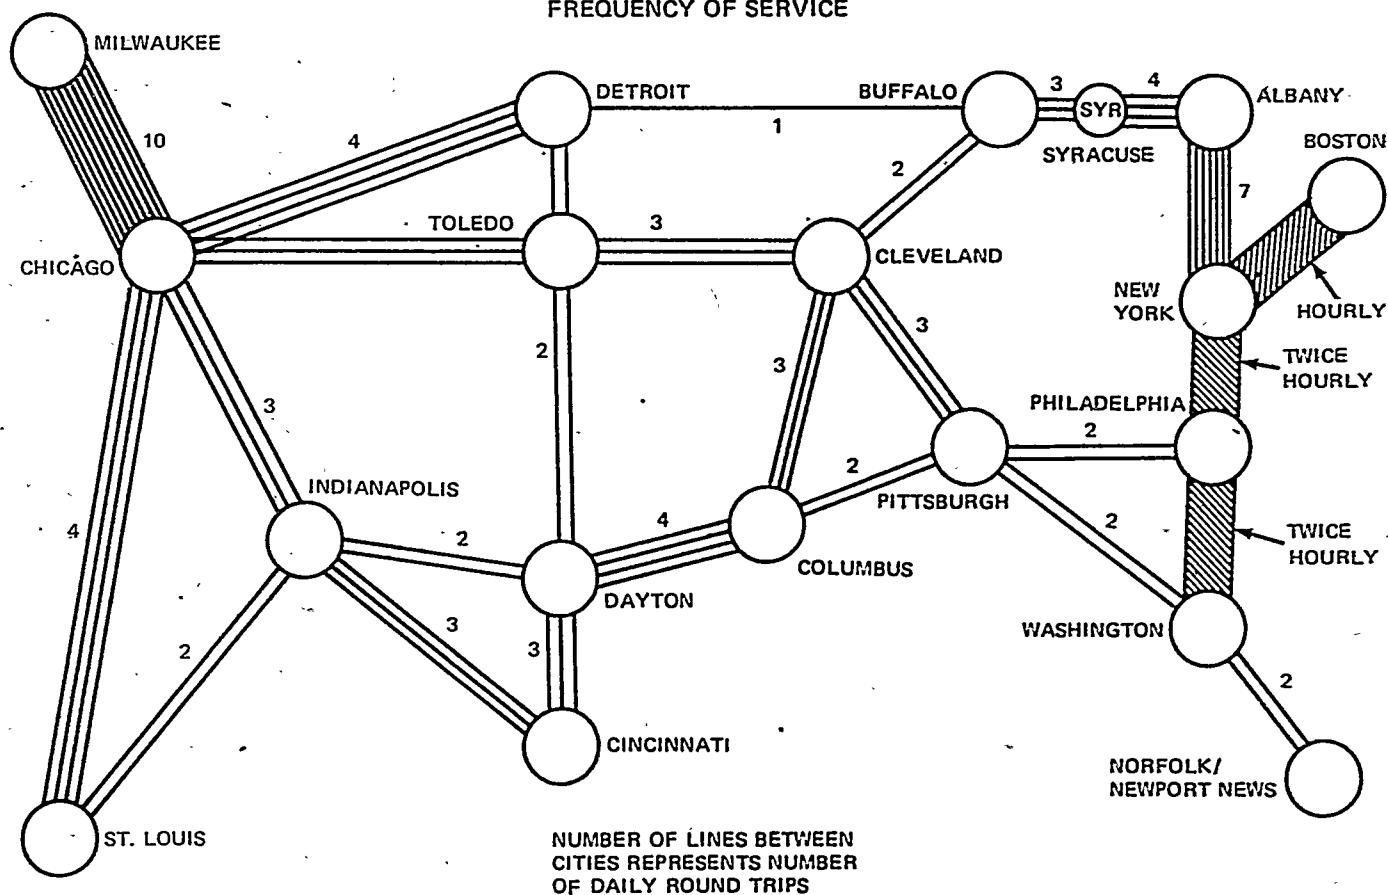 FREQUENCY OF SERVICE
MILWAUKEE
DETROIT
BUFFALO
3
4
SYR
ALBANY
1
SYRACUSE
BOSTON
10
4
2
7
TOLEDO
3
CHICAGO
CLEVELAND
NEW
YORK
HOURLY
2
3
3
TWICE
HOURLY
3
PHILADELPHIA
2
INDIANAPOLIS
2
PITTSBURGH
4
2
4
2
TWICE
HOURLY
COLUMBUS
DAYTON
3
2
3
WASHINGTON
2
CINCINNATI
NORFOLK/
NEWPORT NEWS
ST. LOUIS
NUMBER OF LINES BETWEEN
CITIES REPRESENTS NUMBER
OF DAILY ROUND TRIPS